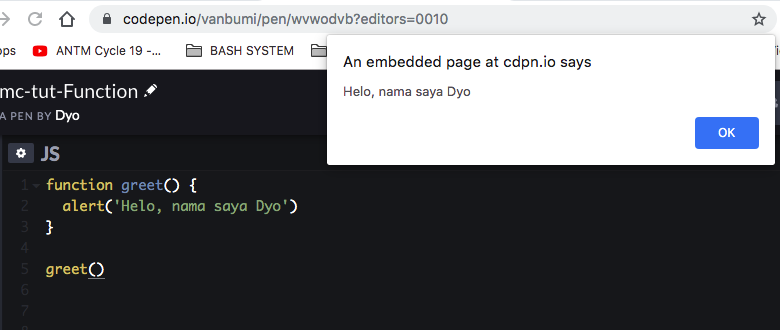 codepen.io/vanbumi/pen/wvwodvb?editors=0010
ops
ANTM Cycle 19 -...
BASH SYSTEM
An embedded page at cdpn.io says
Helo, nama saya Dyo
OK
mc-tut-Function
A PEN BY Dyo
JS
1 function greet() {
2 alert('Helo, nama saya Dyo')
3 }
4
5 greet()
6
7
8